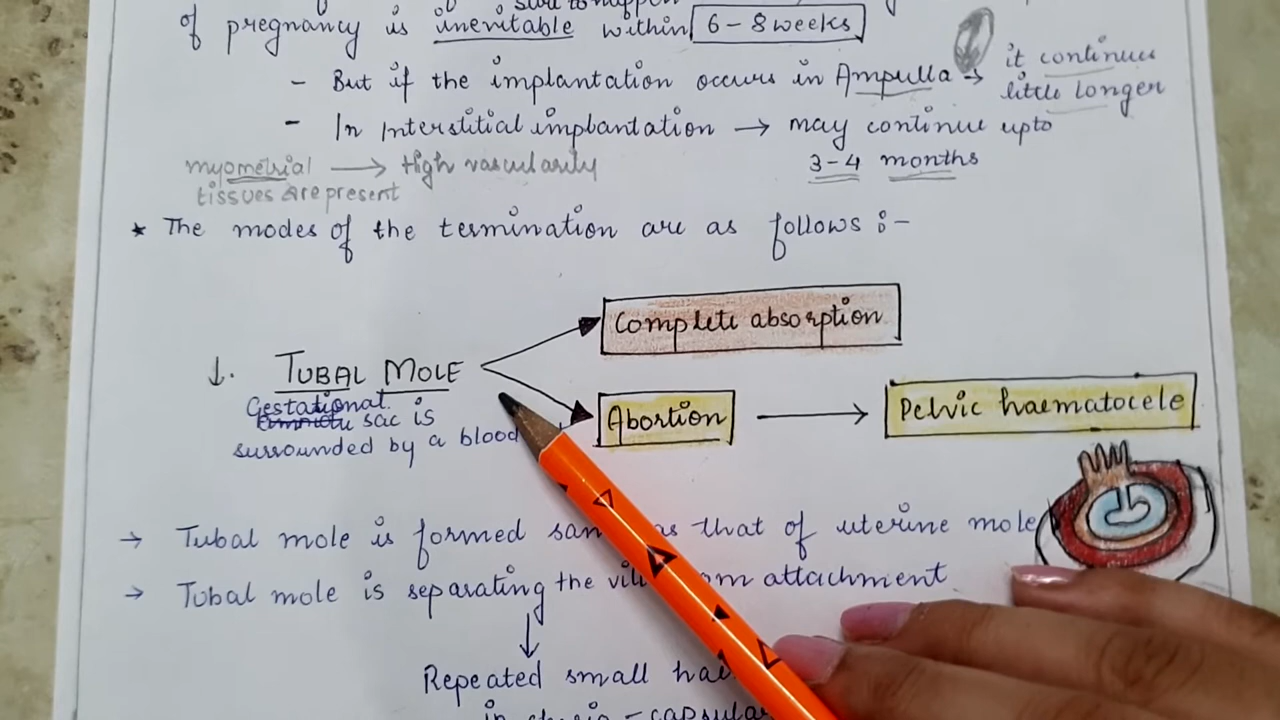 of pregnancy is inevitable within 6-8 weeks
- But if the implantation occurs in Ampulla → it continues
little longer
- In Interstitial implantation → may continue upto
3-4 months
myometrial → High vascularity
tissues are present
* The modes of the termination are as follows :-
Complete absorption
↓. TUBAL MOLE
Gestational
sac is
surrounded by a blood
Abortion → Pelvic haematocele
→ Tubal mole is formed as that of uterine mole
→ Tubal mole is separating the attachment
↓
Repeated small